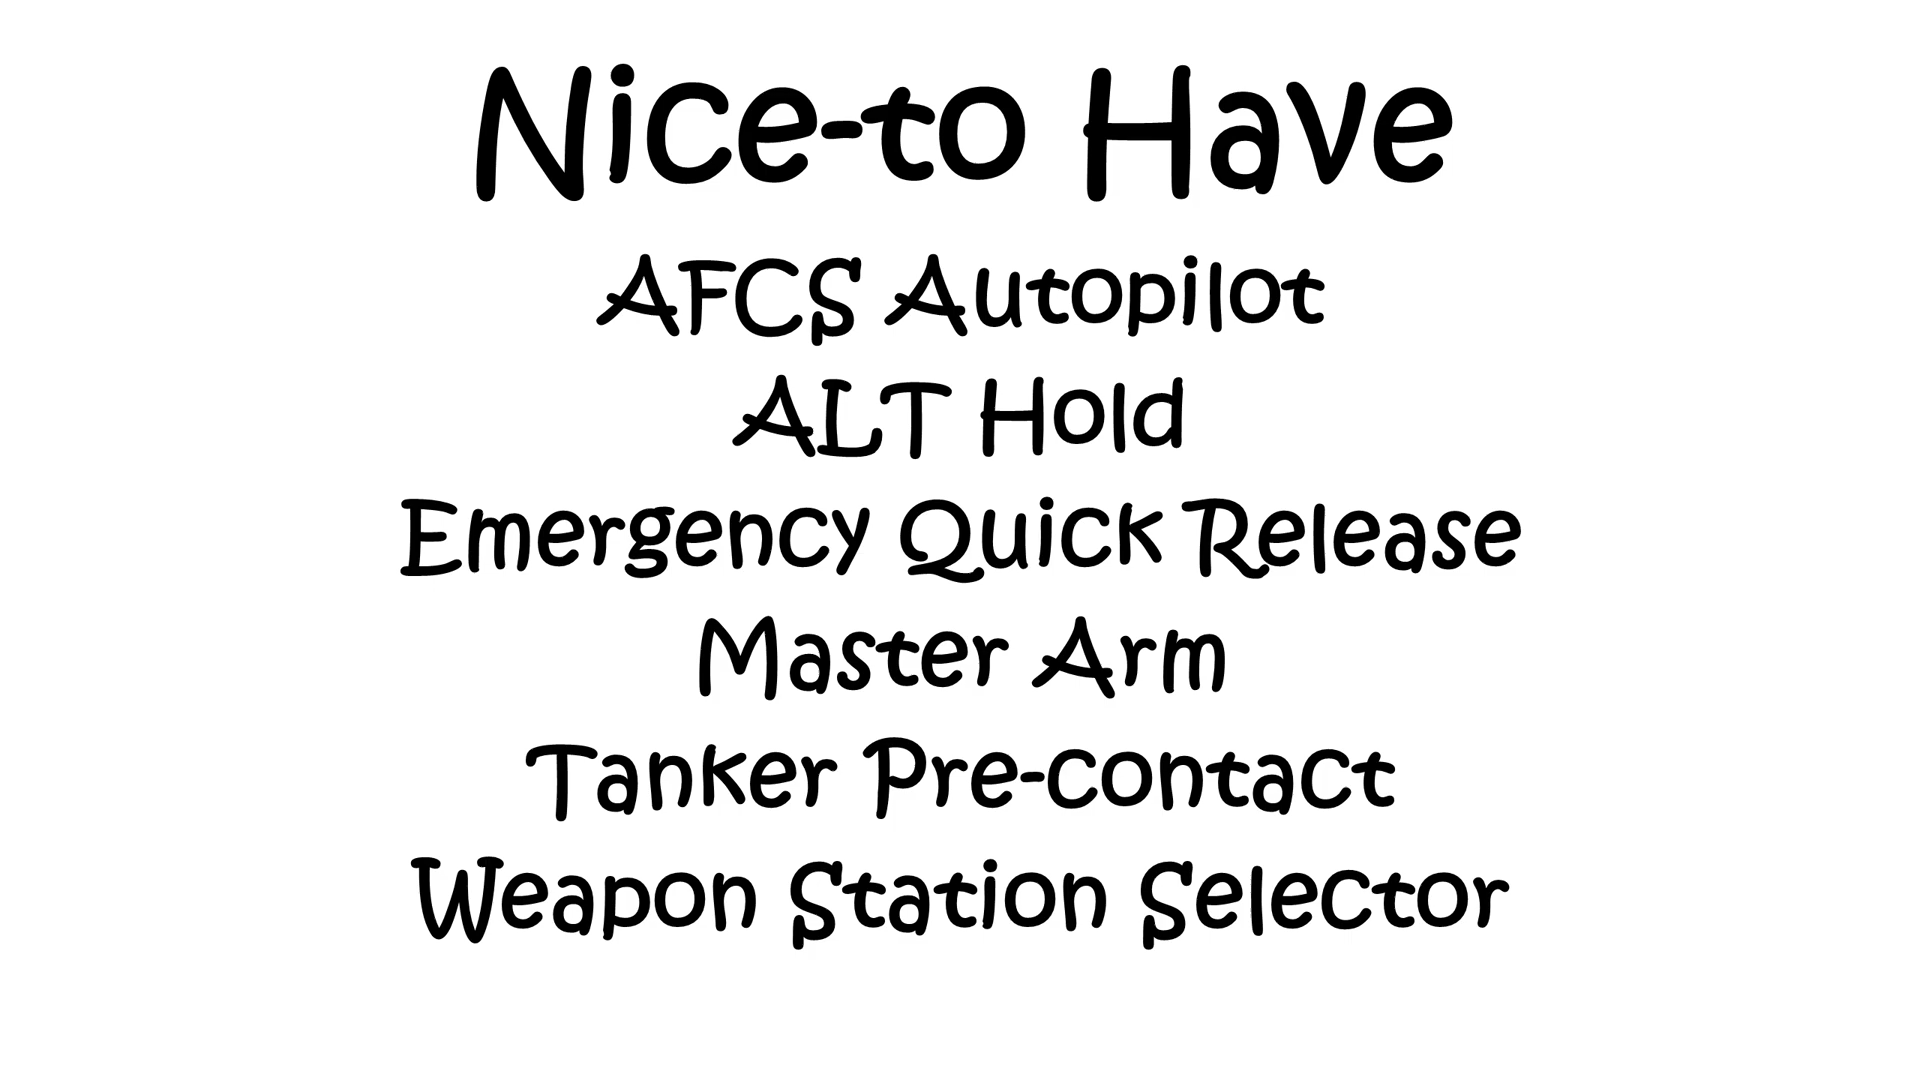 Nice-to Have
AFCS Autopilot
ALT Hold
Emergency Quick Release
Master Arm
Tanker Pre-contact
Weapon Station Selector